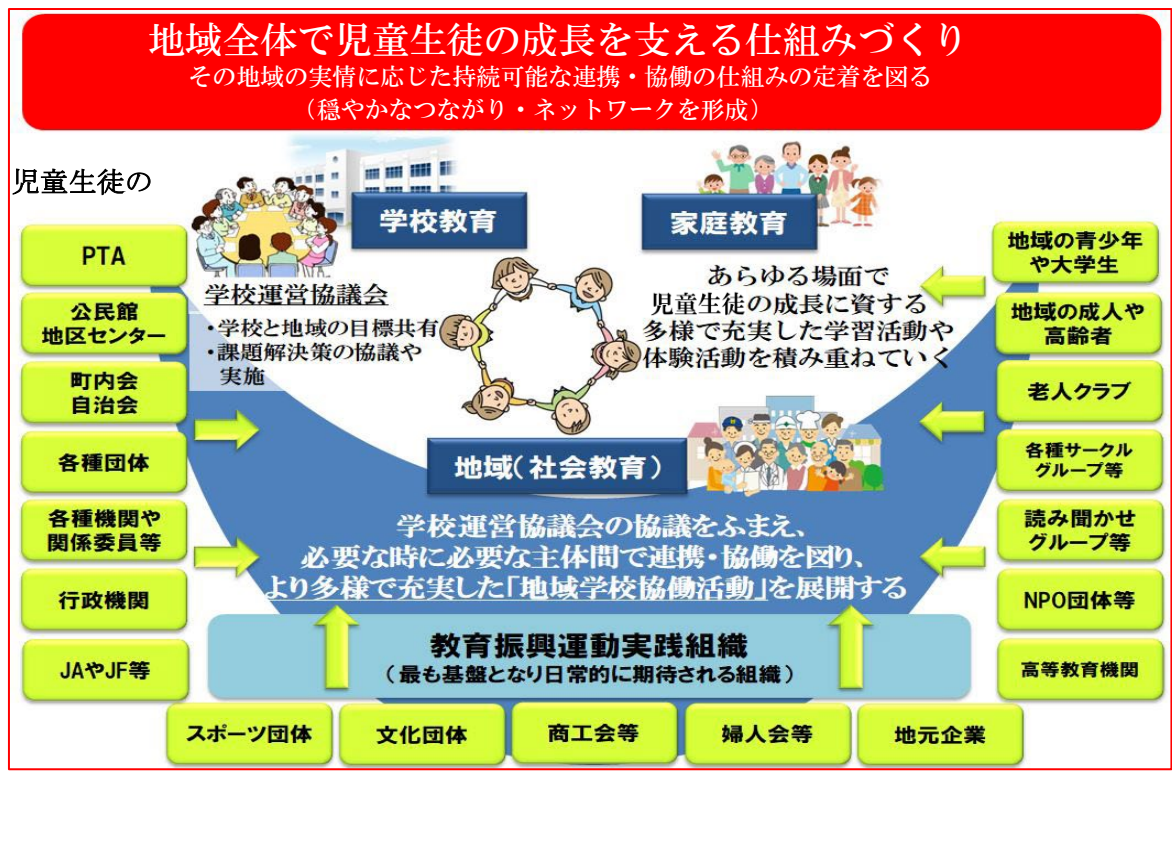 地域全体で児童生徒の成長を支える仕組みづくり
その地域の実情に応じた持続可能な連携・協働の仕組みの定着を図る
（穏やかなつながり・ネットワークを形成）
児童生徒の
学校教育
家庭教育
学校運営協議会
・学校と地域の目標共有
・課題解決策の協議や
実施
あらゆる場面で
児童生徒の成長に資する
多様で充実した学習活動や
体験活動を積み重ねていく
PTA
公民館
地区センター
町内会
自治会
各種団体
各種機関や
関係委員等
行政機関
JAやJF等
地域の青少年
や大学生
地域の成人や
高齢者
老人クラブ
各種サークル
グループ等
読み聞かせ
グループ等
NPO団体等
高等教育機関
地域（社会教育）
学校運営協議会の協議をふまえ、
必要な時に必要な主体間で連携・協働を図り、
より多様で充実した「地域学校協働活動」を展開する
教育振興運動実践組織
（最も基盤となり日常的に期待される組織）
スポーツ団体
文化団体
商工会等
婦人会等
地元企業